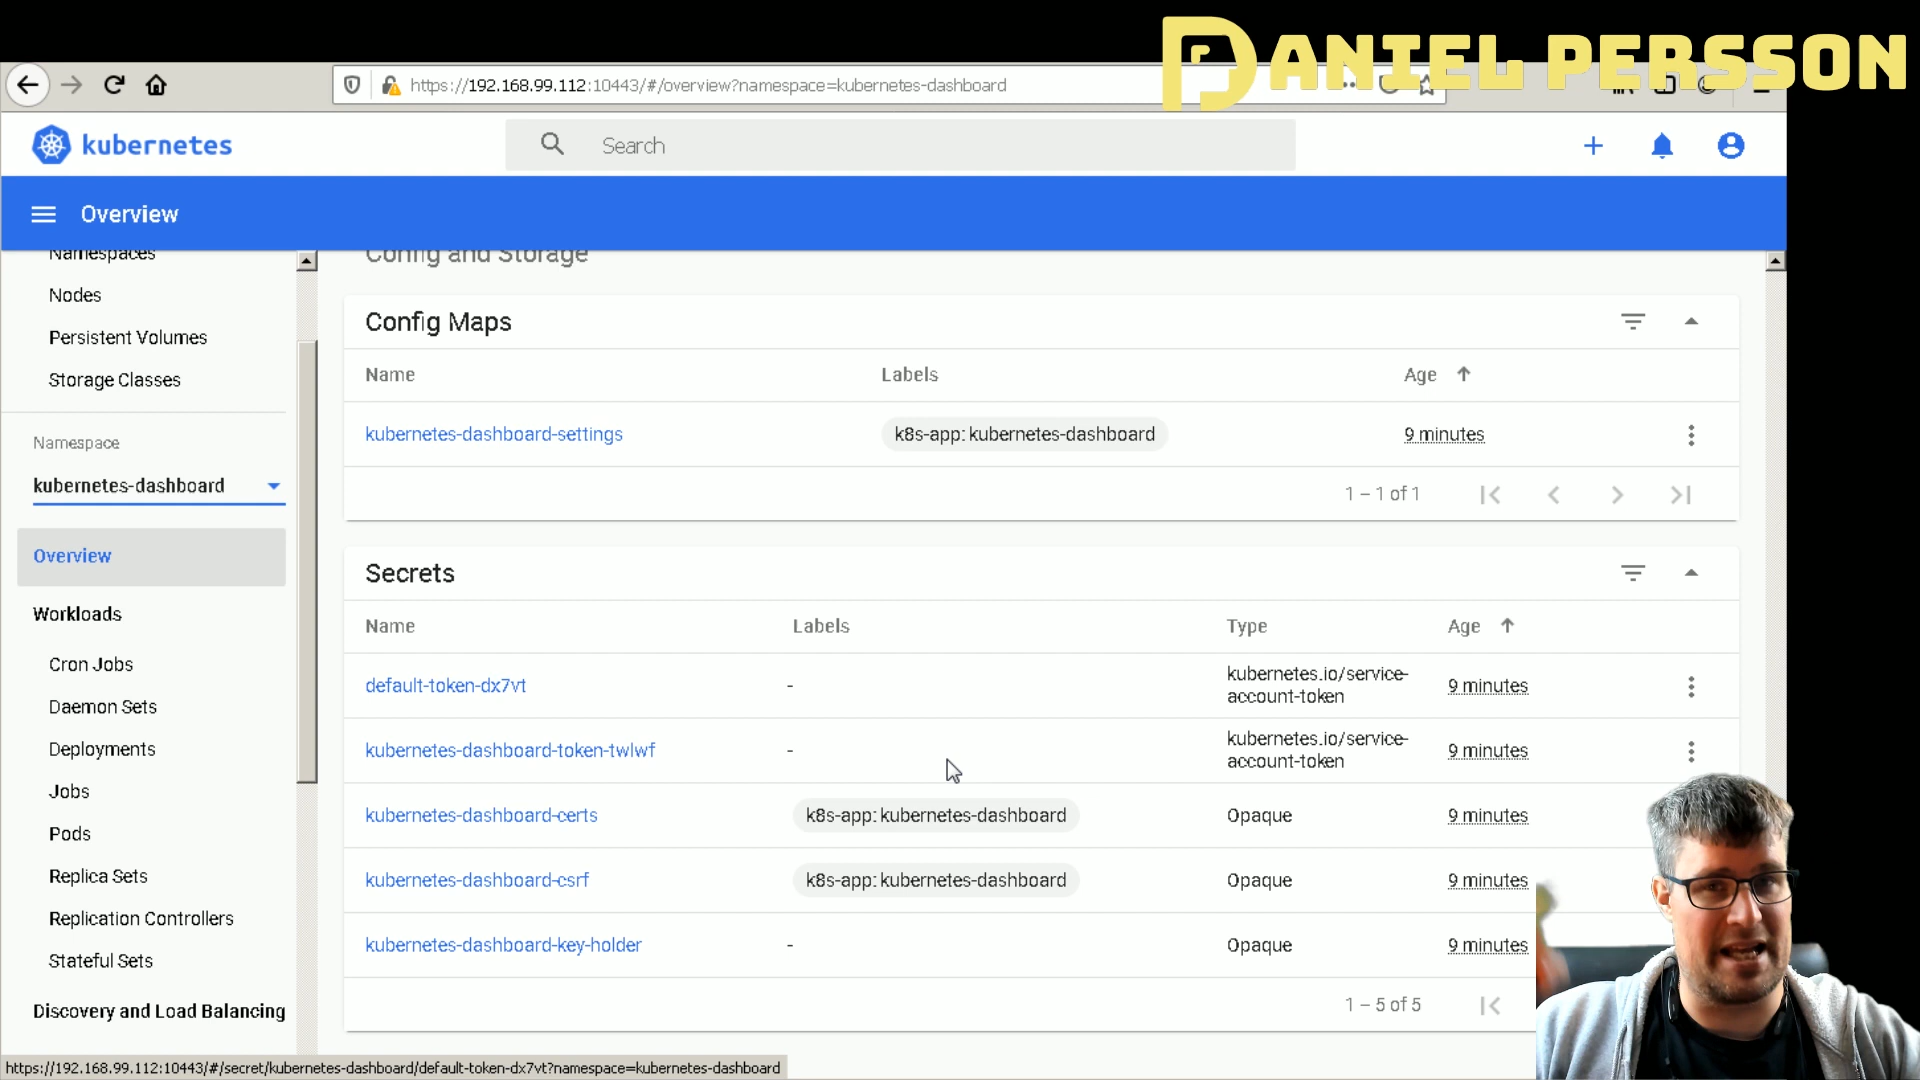 DANIEL PERSSON
https://192.168.99.112:10443/#/overview?namespace=kubernetes-dashboard
kubernetes
Search
Overview
Namespaces
Nodes
Persistent Volumes
Storage Classes
Namespace
kubernetes-dashboard
Overview
Workloads
Cron Jobs
Daemon Sets
Deployments
Jobs
Pods
Replica Sets
Replication Controllers
Stateful Sets
Discovery and Load Balancing
Config and Storage
Config Maps
Name Labels Age
kubernetes-dashboard-settings k8s-app: kubernetes-dashboard 9 minutes
1 – 1 of 1
Secrets
Name Labels Type Age
default-token-dx7vt - kubernetes.io/service-
account-token 9 minutes
kubernetes-dashboard-token-twlwf - kubernetes.io/service-
account-token 9 minutes
kubernetes-dashboard-certs k8s-app: kubernetes-dashboard Opaque 9 minutes
kubernetes-dashboard-csrf k8s-app: kubernetes-dashboard Opaque 9 minutes
kubernetes-dashboard-key-holder - Opaque 9 minutes
1 – 5 of 5
https://192.168.99.112:10443/#/secret/kubernetes-dashboard/default-token-dx7vt?namespace=kubernetes-dashboard